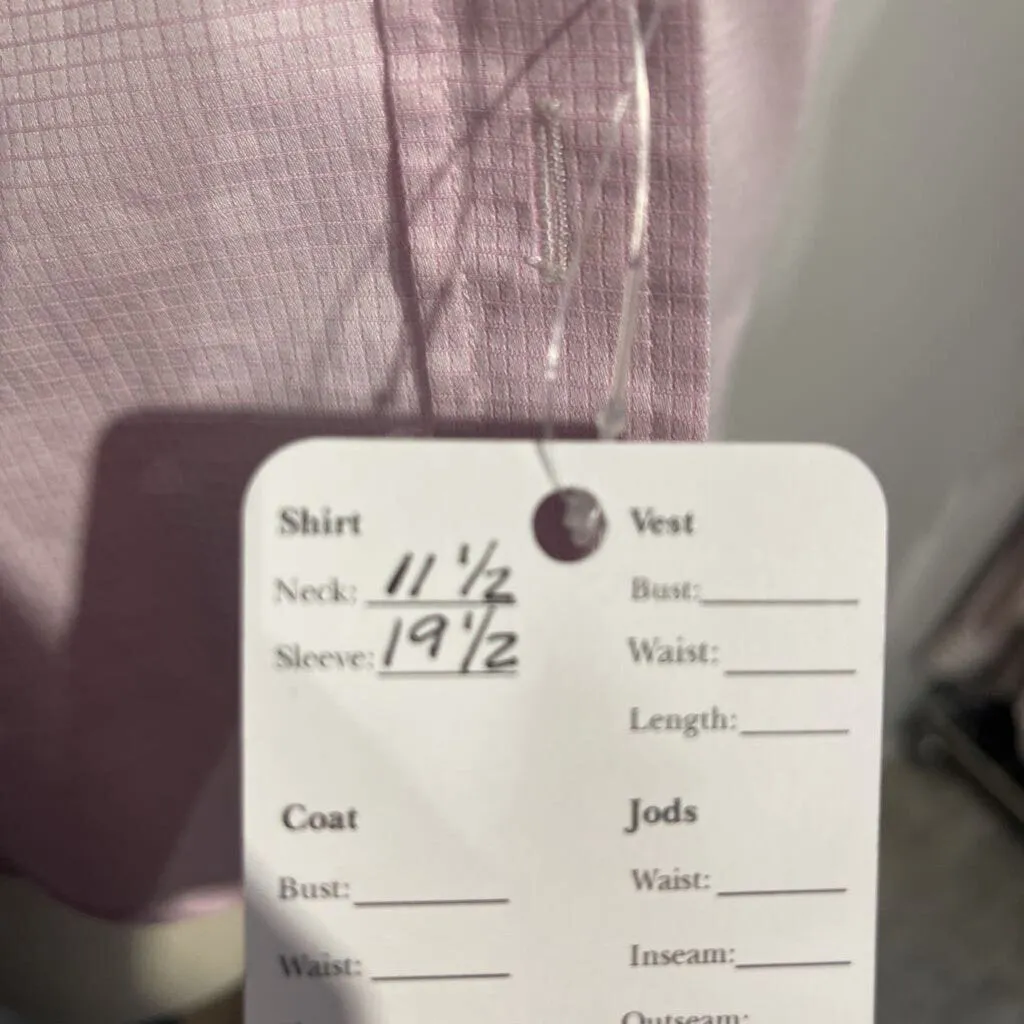 Shirt
Neck: 11 1/2
Sleeve: 19 1/2
Vest
Bust:
Waist:
Length:
Coat
Bust:
Waist:
Jods
Waist:
Inseam:
Outseam: